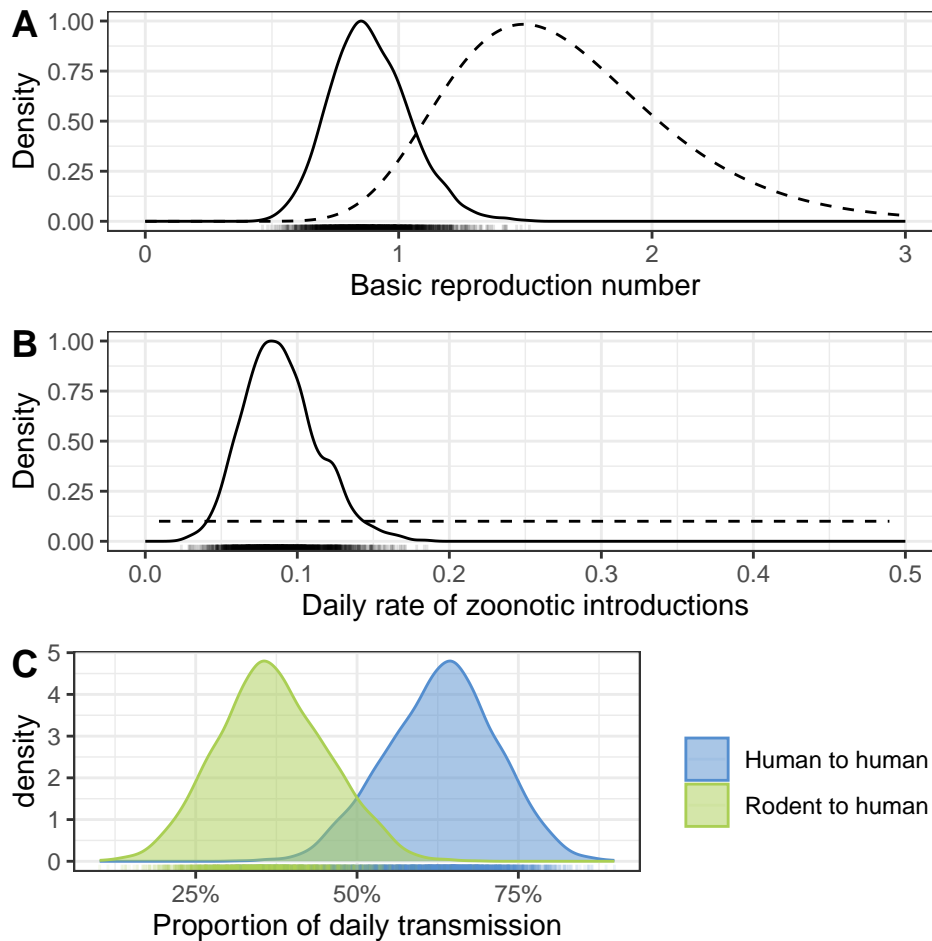 A
Density
1.00
0.75
0.50
0.25
0.00
0 1 2 3
Basic reproduction number
B
Density
1.00
0.75
0.50
0.25
0.00
0.0 0.1 0.2 0.3 0.4 0.5
Daily rate of zoonotic introductions
C
density
5
4
3
2
1
0
25% 50% 75%
Proportion of daily transmission
Human to human
Rodent to human